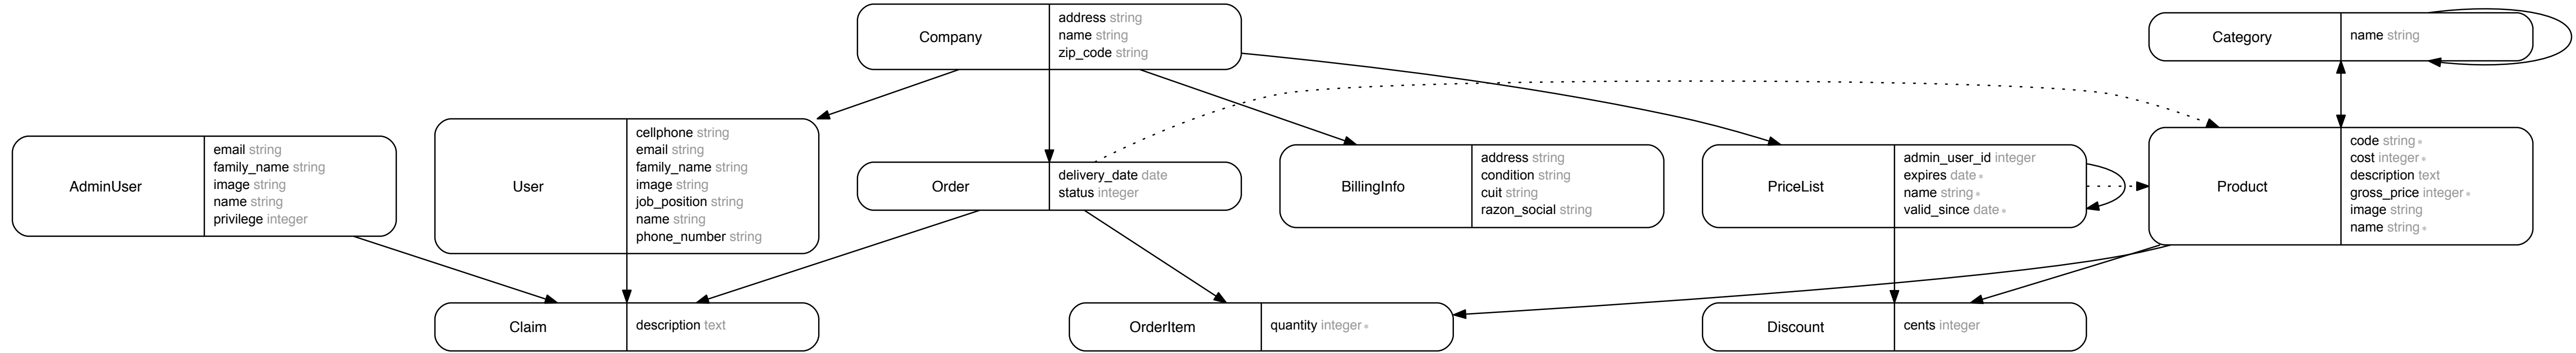 Company
address string
name string
zip_code string
Category
name string
AdminUser
email string
family_name string
image string
name string
privilege integer
User
cellphone string
email string
family_name string
image string
job_position string
name string
phone_number string
Order
delivery_date date
status integer
BillingInfo
address string
condition string
cuit string
razon_social string
PriceList
admin_user_id integer
expires date *
name string *
valid_since date *
Product
code string *
cost integer *
description text
gross_price integer *
image string
name string *
Claim
description text
OrderItem
quantity integer *
Discount
cents integer